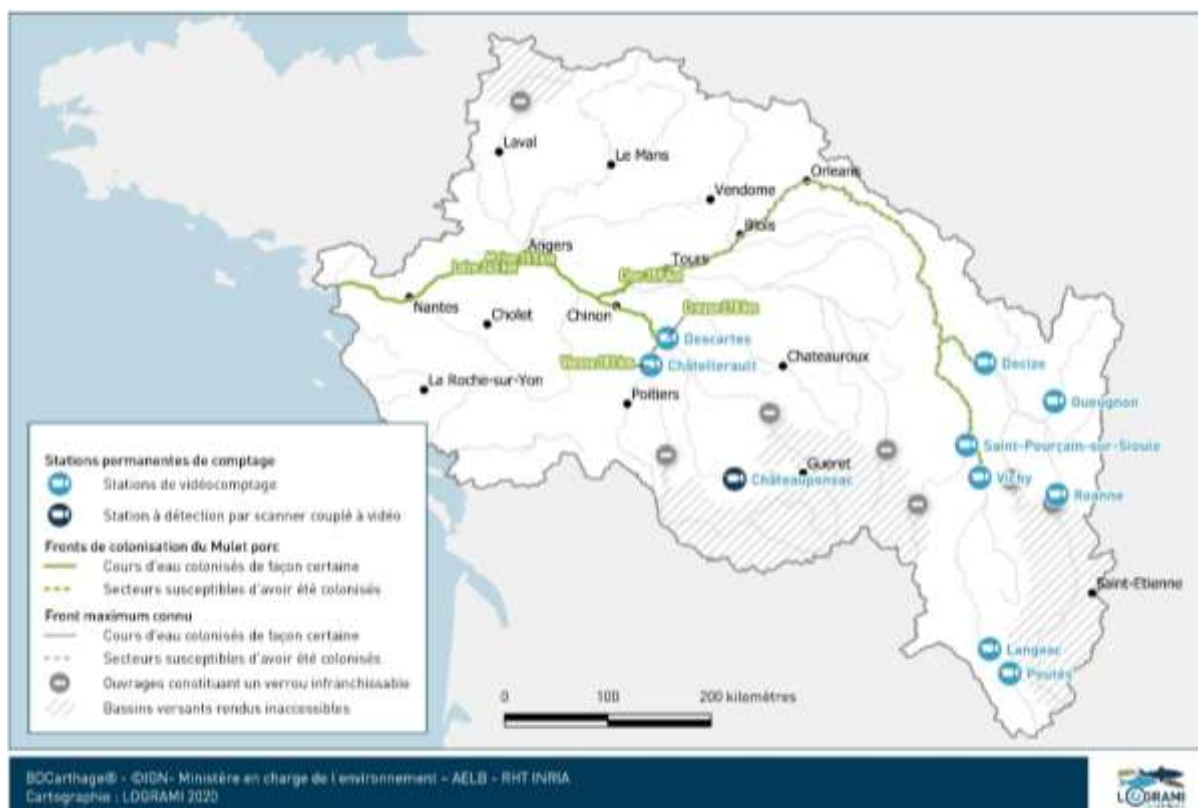 Laval
Le Mans
Vendome
Orleans
Blois
Angers
Tours
Nantes
Cholet
Chinon
Descartes
Châtellerault
Chateauroux
Decize
La Roche-sur-Yon
Poitiers
Gueugnon
Saint-Pourçain-sur-Sioule
Gueret
Châteauponsac
Vichy
Roanne
Saint-Etienne
Langeac
Poutès
Stations permanentes de comptage
Stations de vidéocomptage
Station à détection par scanner couplé à vidéo
Fronts de colonisation du Mulet porc
Cours d'eau colonisés de façon certaine
Secteurs susceptibles d'avoir été colonisés
Front maximum connu
Cours d'eau colonisés de façon certaine
Secteurs susceptibles d'avoir été colonisés
Ouvrages constituant un verrou infranchissable
Bassins versants rendus inaccessibles
0 100 200 kilomètres
BDCarthage® - ©IGN- Ministère en charge de l'environnement - AELB - RHT INRIA
Cartographie : LOGRAMI 2020
LOGRAMI